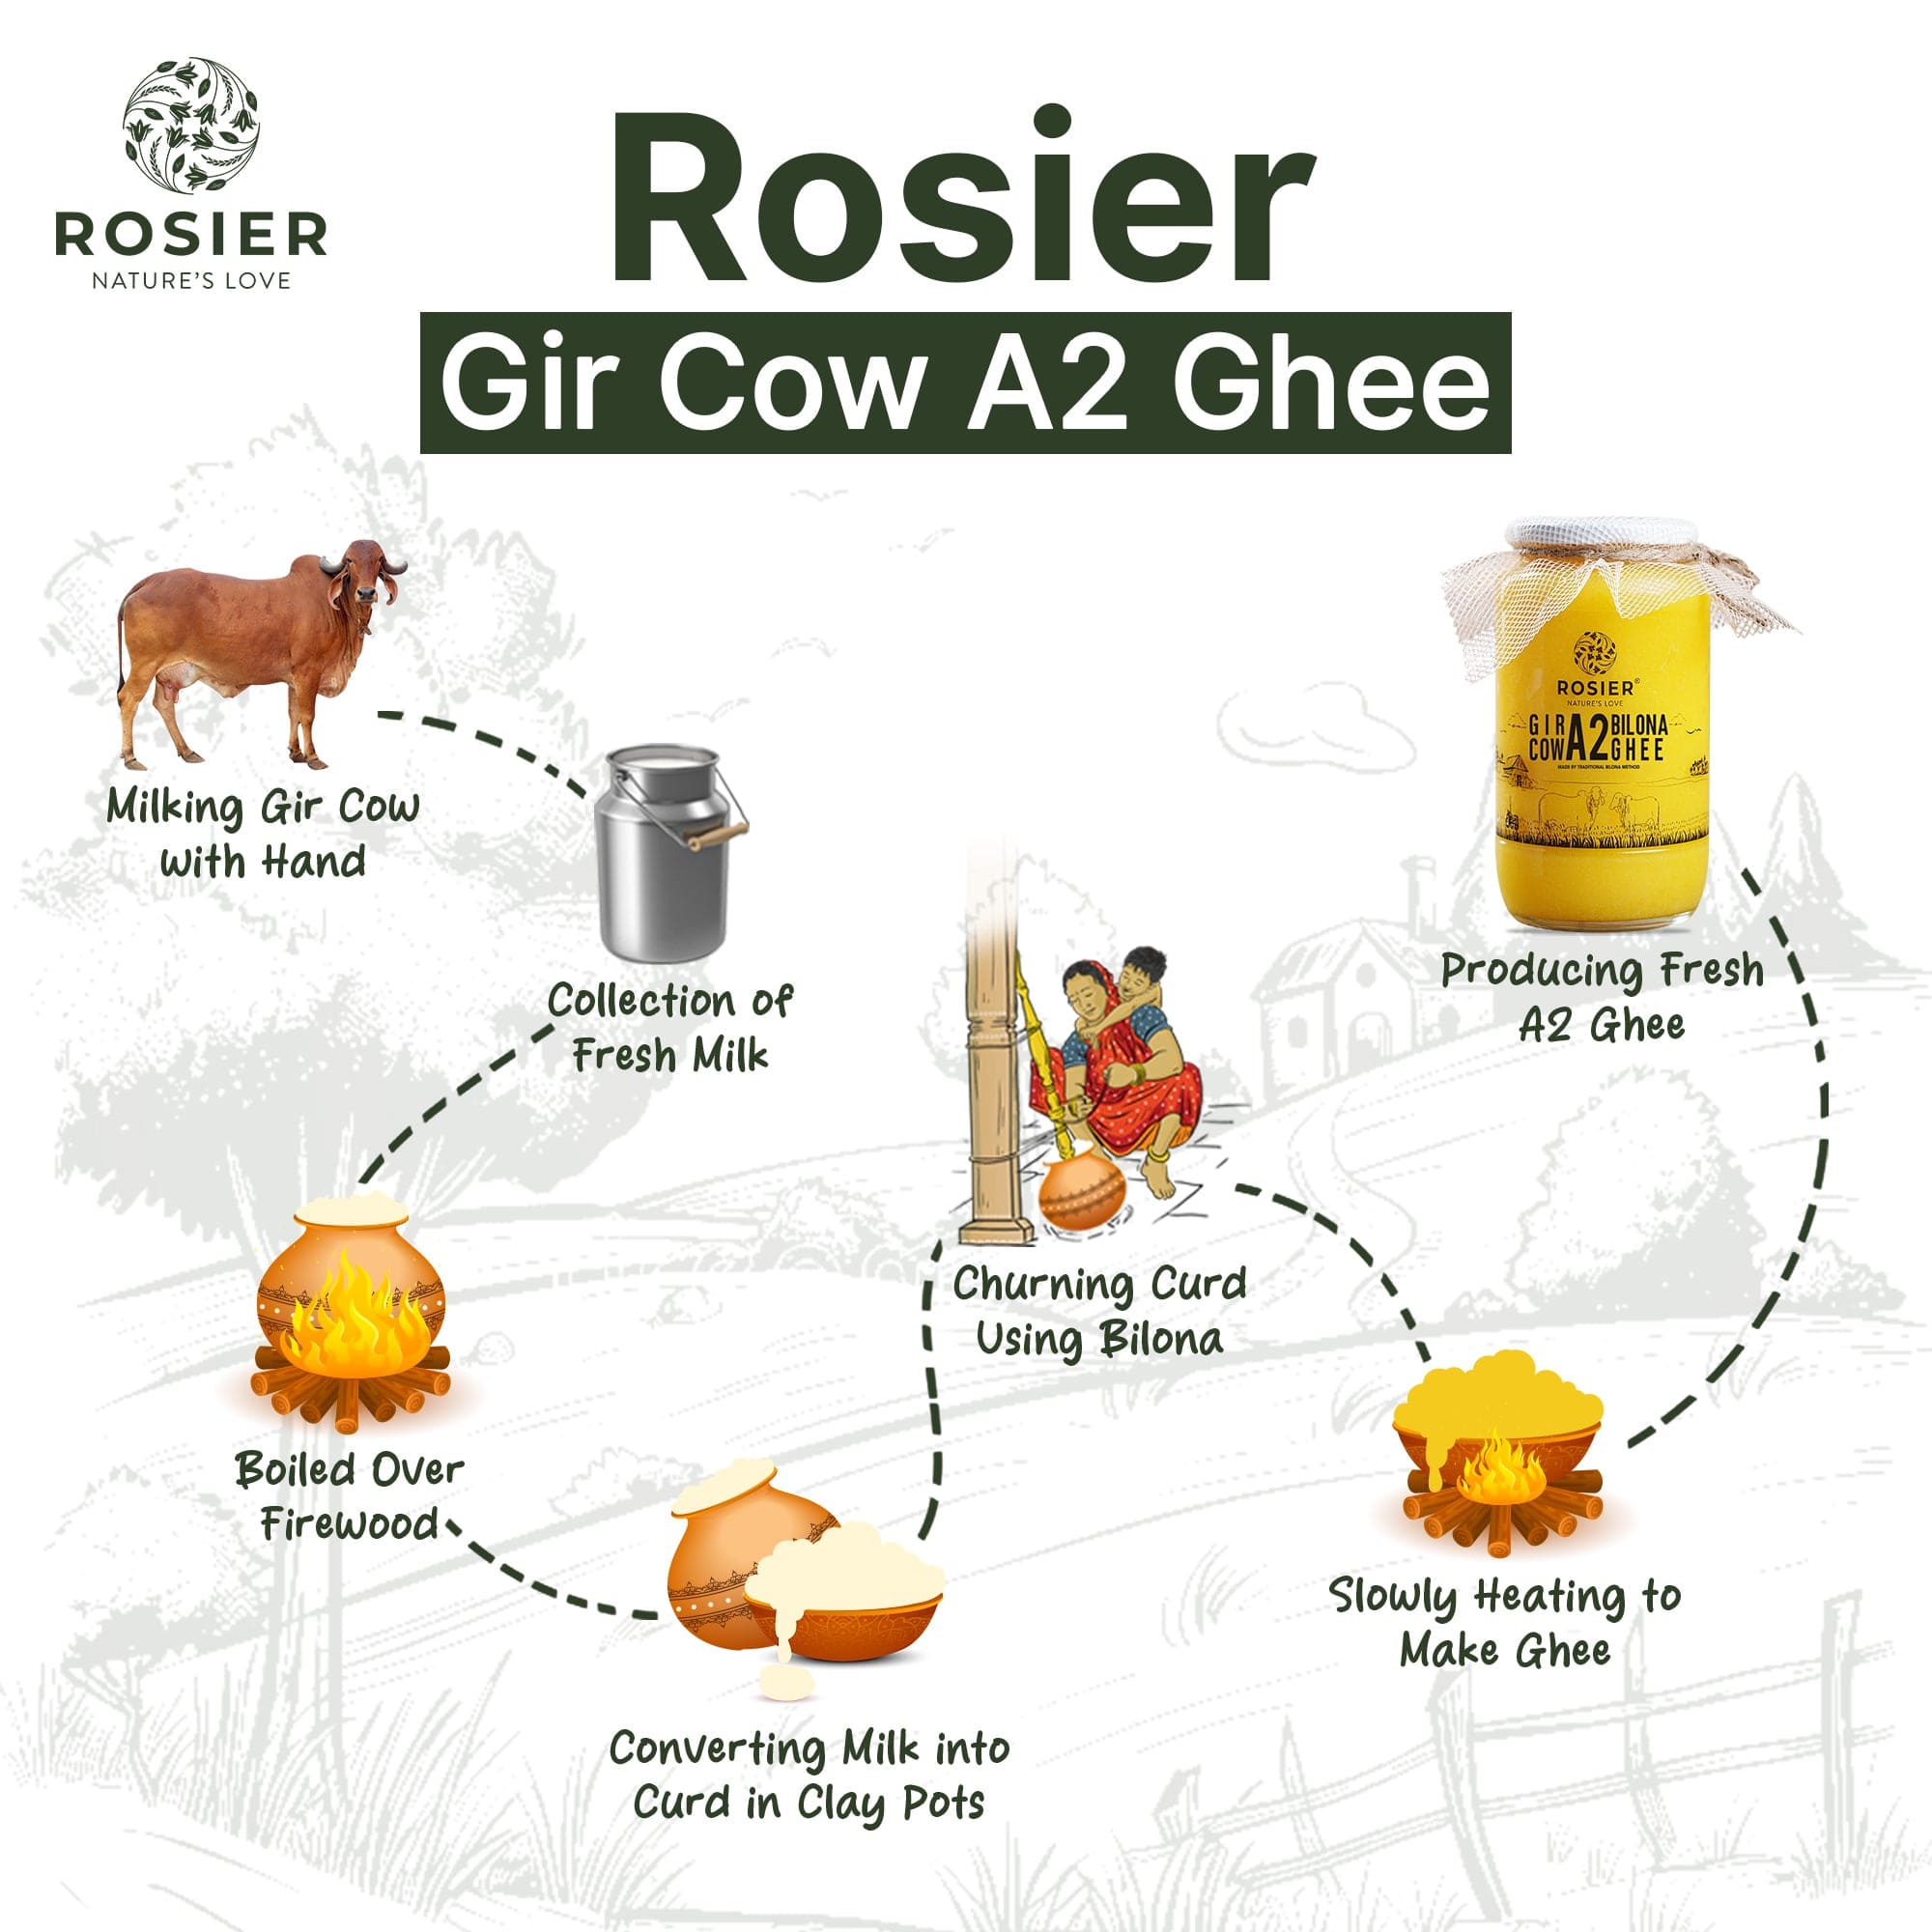 ROSIER
NATURE'S LOVE
Rosier
Gir Cow A2 Ghee
Milking Gir Cow
with Hand
Collection of
Fresh Milk
Boiled Over
Firewood
Converting Milk into
Curd in Clay Pots
Churning Curd
Using Bilona
Slowly Heating to
Make Ghee
ROSIER®
NATURE'S LOVE
GIR COW A2 BILONA GHEE
MADE BY TRADITIONAL BILONA METHOD
Producing Fresh
A2 Ghee